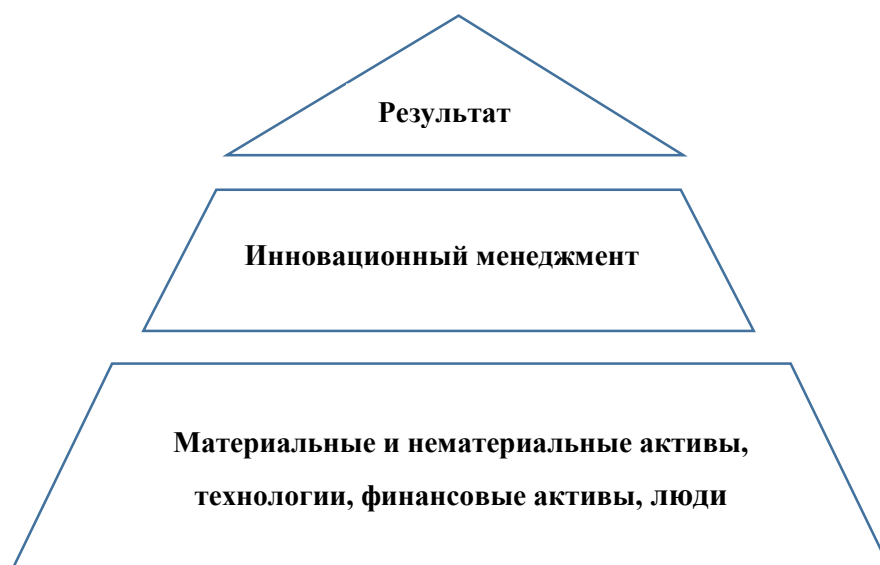 Результат
Инновационный менеджмент
Материальные и нематериальные активы,
технологии, финансовые активы, люди